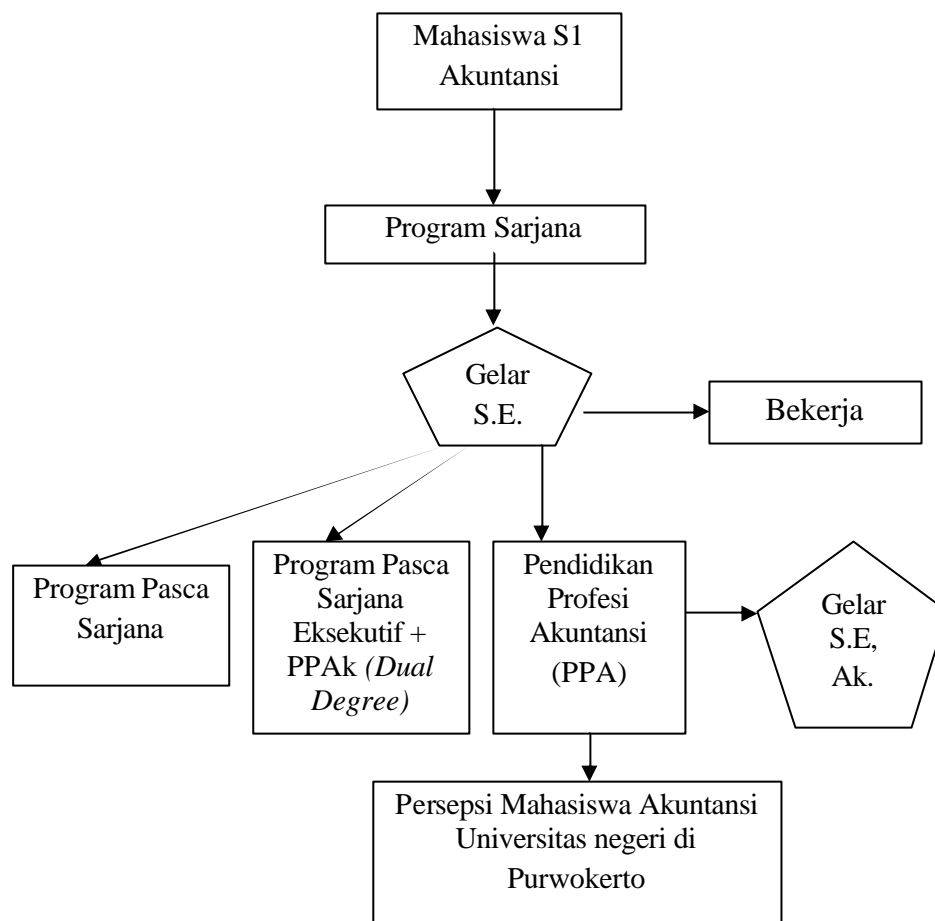 Mahasiswa S1
Akuntansi
Program Sarjana
Gelar
S.E.
Bekerja
Program Pasca
Sarjana
Program Pasca
Sarjana
Eksekutif +
PPAk (Dual
Degree)
Pendidikan
Profesi
Akuntansi
(PPA)
Gelar
S.E,
Ak.
Persepsi Mahasiswa Akuntansi
Universitas negeri di
Purwokerto